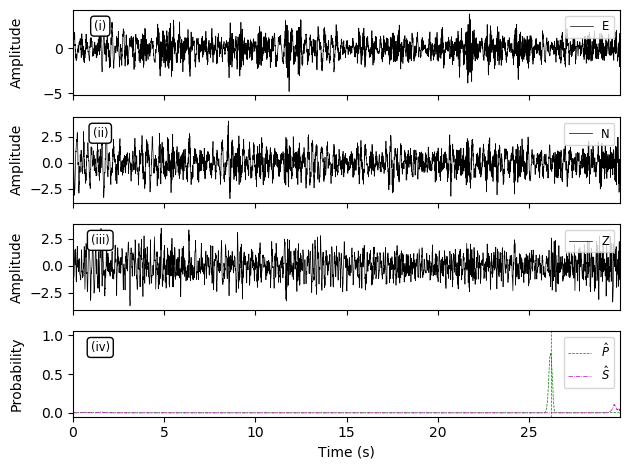 Amplitude
0
−5
(i)
E
Amplitude
2.5
0.0
−2.5
(ii)
N
Amplitude
2.5
0.0
−2.5
(iii)
Z
Probability
1.0
0.5
0.0
(iv)
P̂
Ŝ
0 5 10 15 20 25
Time (s)